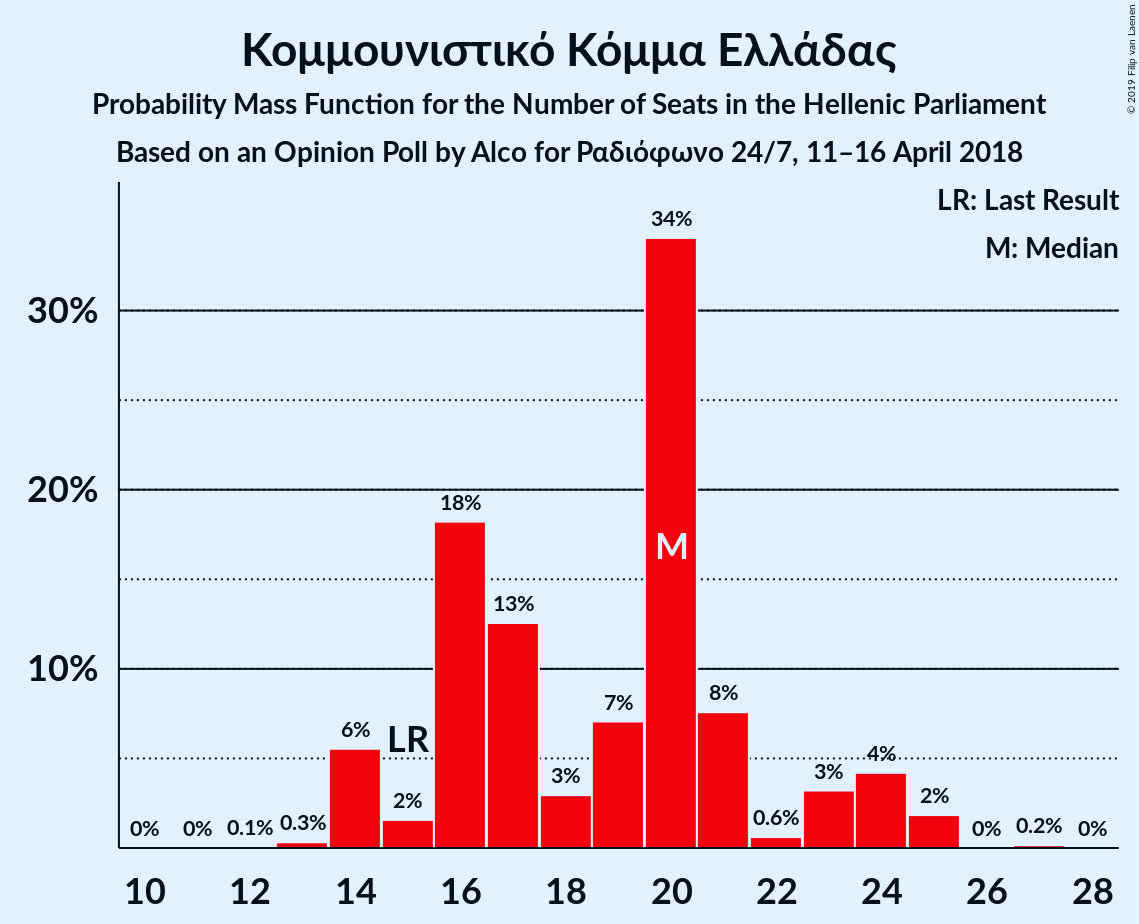 Κομμουνιστικό Κόμμα Ελλάδας
Probability Mass Function for the Number of Seats in the Hellenic Parliament
Based on an Opinion Poll by Alco for Ραδιόφωνο 24/7, 11–16 April 2018
© 2019 Filip van Laenen
LR: Last Result
M: Median
30%
20%
10%
0%
0%
0.1%
0.3%
6%
LR
2%
18%
13%
3%
7%
34%
M
8%
0.6%
3%
4%
2%
0%
0.2%
0%
10 12 14 16 18 20 22 24 26 28